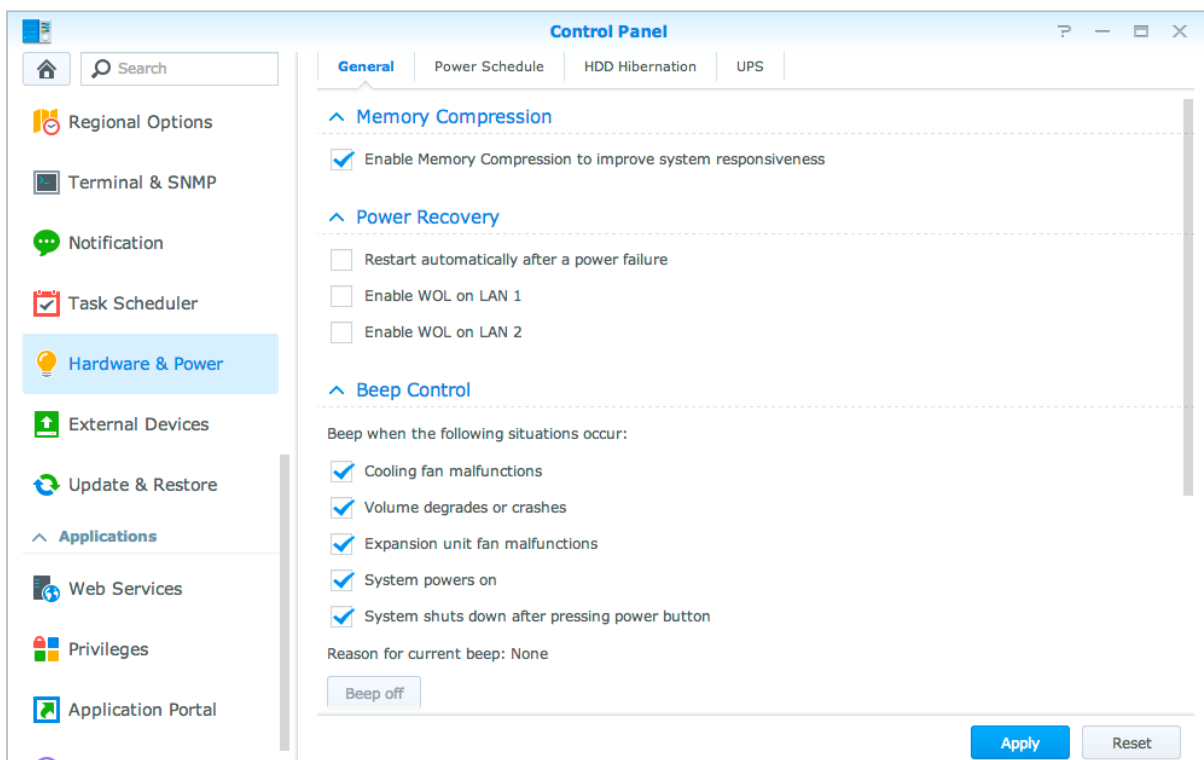 Control Panel
Search
General Power Schedule HDD Hibernation UPS
Regional Options
Terminal & SNMP
Notification
Task Scheduler
Hardware & Power
External Devices
Update & Restore
Applications
Web Services
Privileges
Application Portal
Memory Compression
Enable Memory Compression to improve system responsiveness
Power Recovery
Restart automatically after a power failure
Enable WOL on LAN 1
Enable WOL on LAN 2
Beep Control
Beep when the following situations occur:
Cooling fan malfunctions
Volume degrades or crashes
Expansion unit fan malfunctions
System powers on
System shuts down after pressing power button
Reason for current beep: None
Beep off
Apply Reset